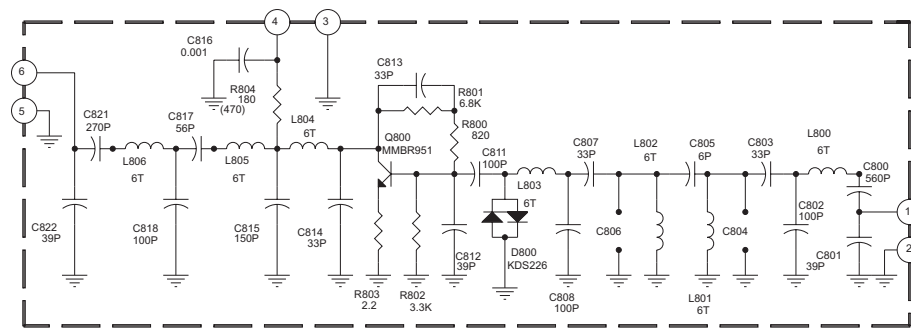 4
3
C816
0.001
C813
33P
6
R804
180
(470)
R801
6.8K
5
C821
270P
C817
56P
L804
6T
Q800
MMBR951
R800
820
C811
100P
C807
33P
L802
6T
C805
6P
C803
33P
L800
6T
C800
560P
L806
6T
L805
6T
L803
6T
C822
39P
C818
100P
C815
150P
C814
33P
C812
39P
D800
KDS226
C806
C804
C802
100P
1
2
C801
39P
R803
2.2
R802
3.3K
C808
100P
L801
6T